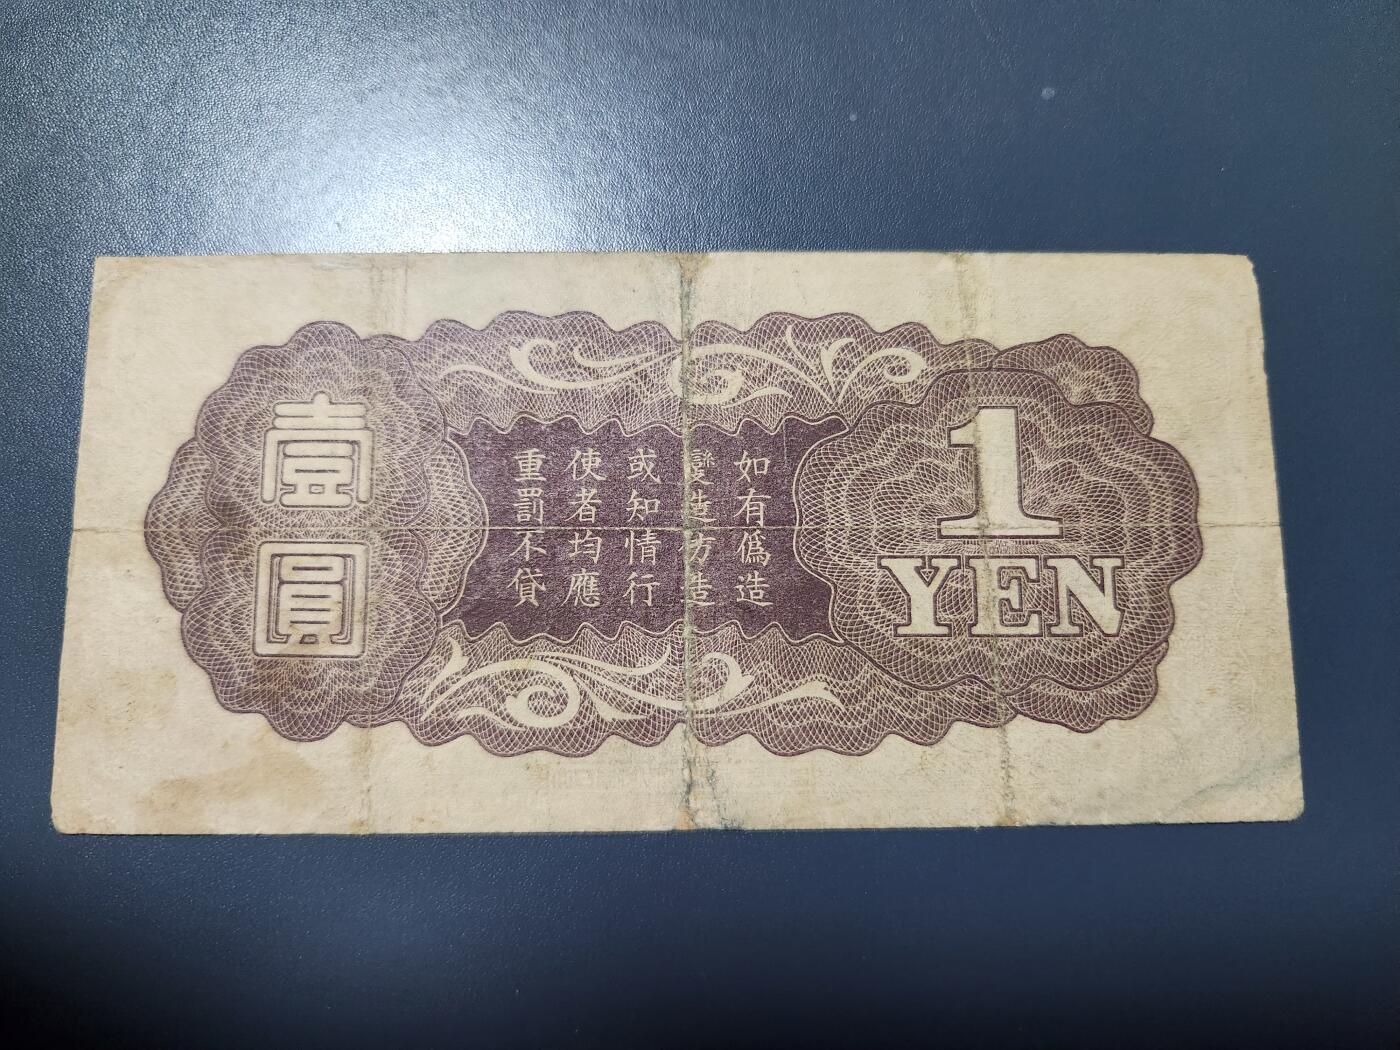 壹圓
如有僞造
變造仿造
或知情行
使者均應
重罰不貸
1
YEN